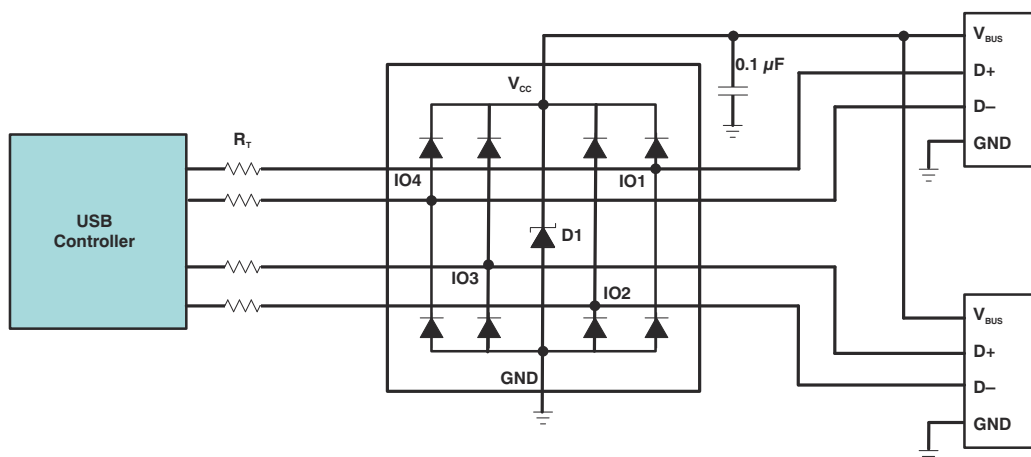 V_BUS
0.1 µF
D+
V_CC
D–
R_T
GND
IO4
IO1
USB
Controller
D1
IO3
IO2
V_BUS
D+
GND
D–
GND